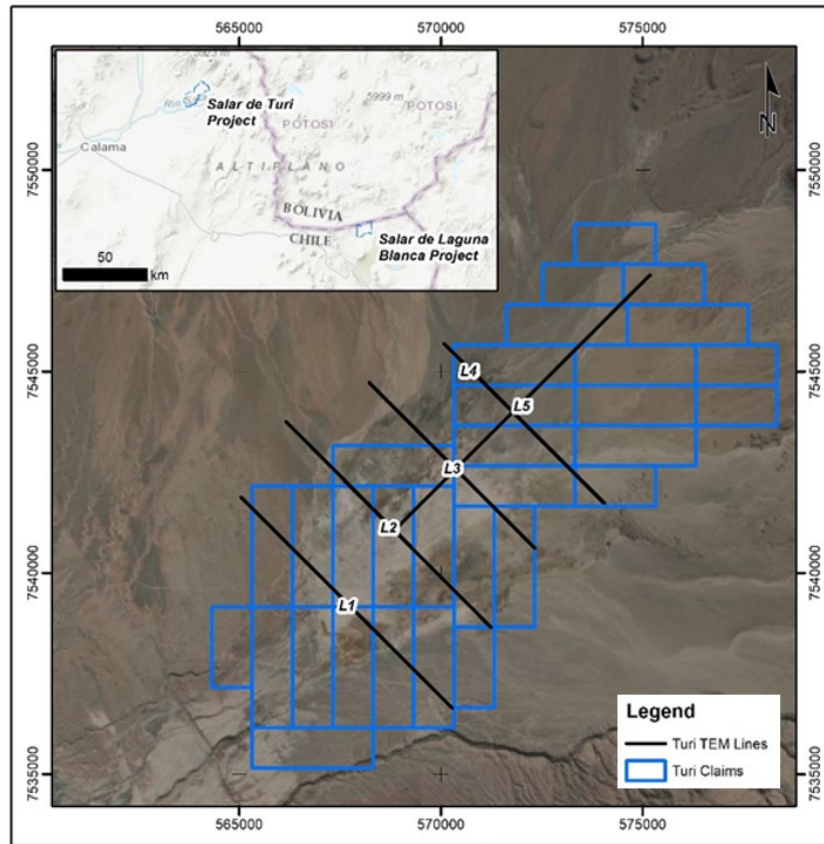 565000 570000 575000
5923 m
Salar de Turi
Project
5999 m
POTOSI
POTOSI
Calama
ALTIPLANO
BOLIVIA
CHILE
Salar de Laguna
Blanca Project
50
km
N
7550000
7550000
7545000
7545000
L4
L5
L3
L2
7540000
7540000
L1
Legend
Turi TEM Lines
Turi Claims
7535000
7535000
565000 570000 575000